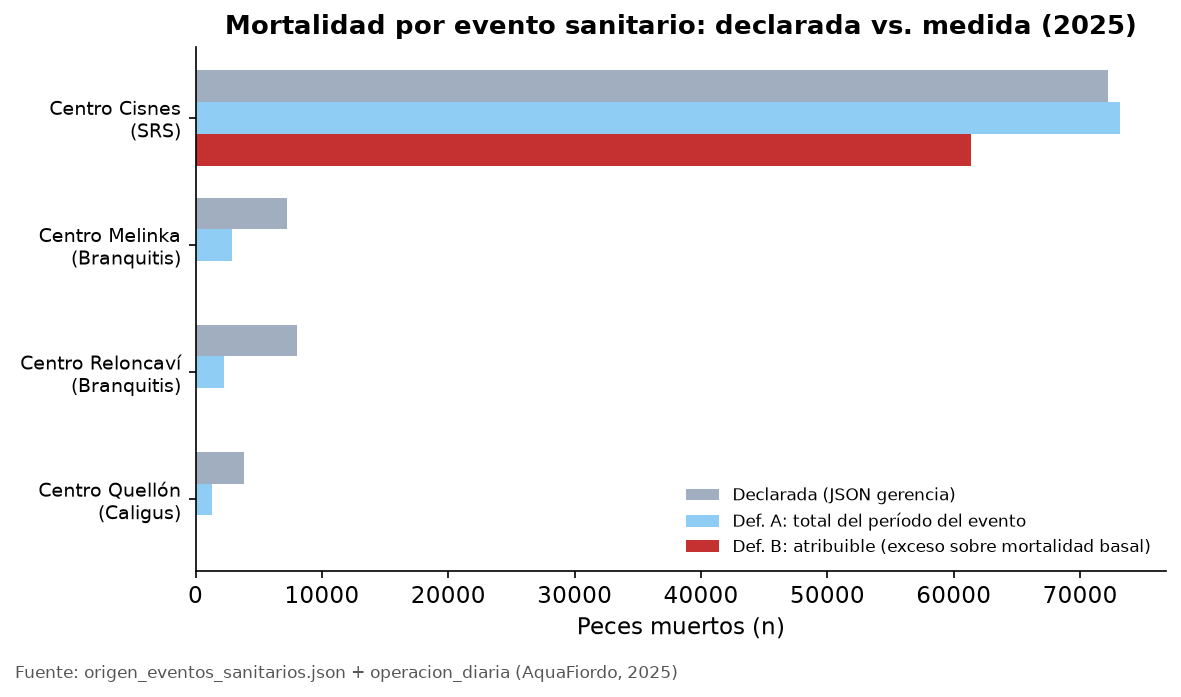 Mortalidad por evento sanitario: declarada vs. medida (2025)
Centro Cisnes
(SRS)
Centro Melinka
(Branquitis)
Centro Reloncaví
(Branquitis)
Centro Quellón
(Caligus)
Declarada (JSON gerencia)
Def. A: total del período del evento
Def. B: atribuible (exceso sobre mortalidad basal)
0 10000 20000 30000 40000 50000 60000 70000
Peces muertos (n)
Fuente: origen_eventos_sanitarios.json + operacion_diaria (AquaFiordo, 2025)